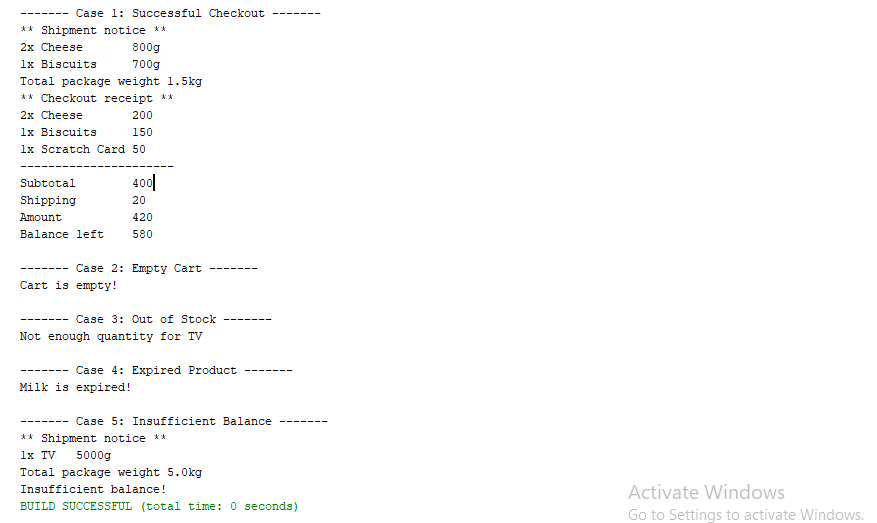 ------- Case 1: Successful Checkout -------
** Shipment notice **
2x Cheese       800g
1x Biscuits     700g
Total package weight 1.5kg
** Checkout receipt **
2x Cheese       200
1x Biscuits     150
1x Scratch Card 50
----------------------
Subtotal        400
Shipping        20
Amount          420
Balance left    580
------- Case 2: Empty Cart -------
Cart is empty!
------- Case 3: Out of Stock -------
Not enough quantity for TV
------- Case 4: Expired Product -------
Milk is expired!
------- Case 5: Insufficient Balance -------
** Shipment notice **
1x TV   5000g
Total package weight 5.0kg
Insufficient balance!
BUILD SUCCESSFUL (total time: 0 seconds)
Activate Windows
Go to Settings to activate Windows.